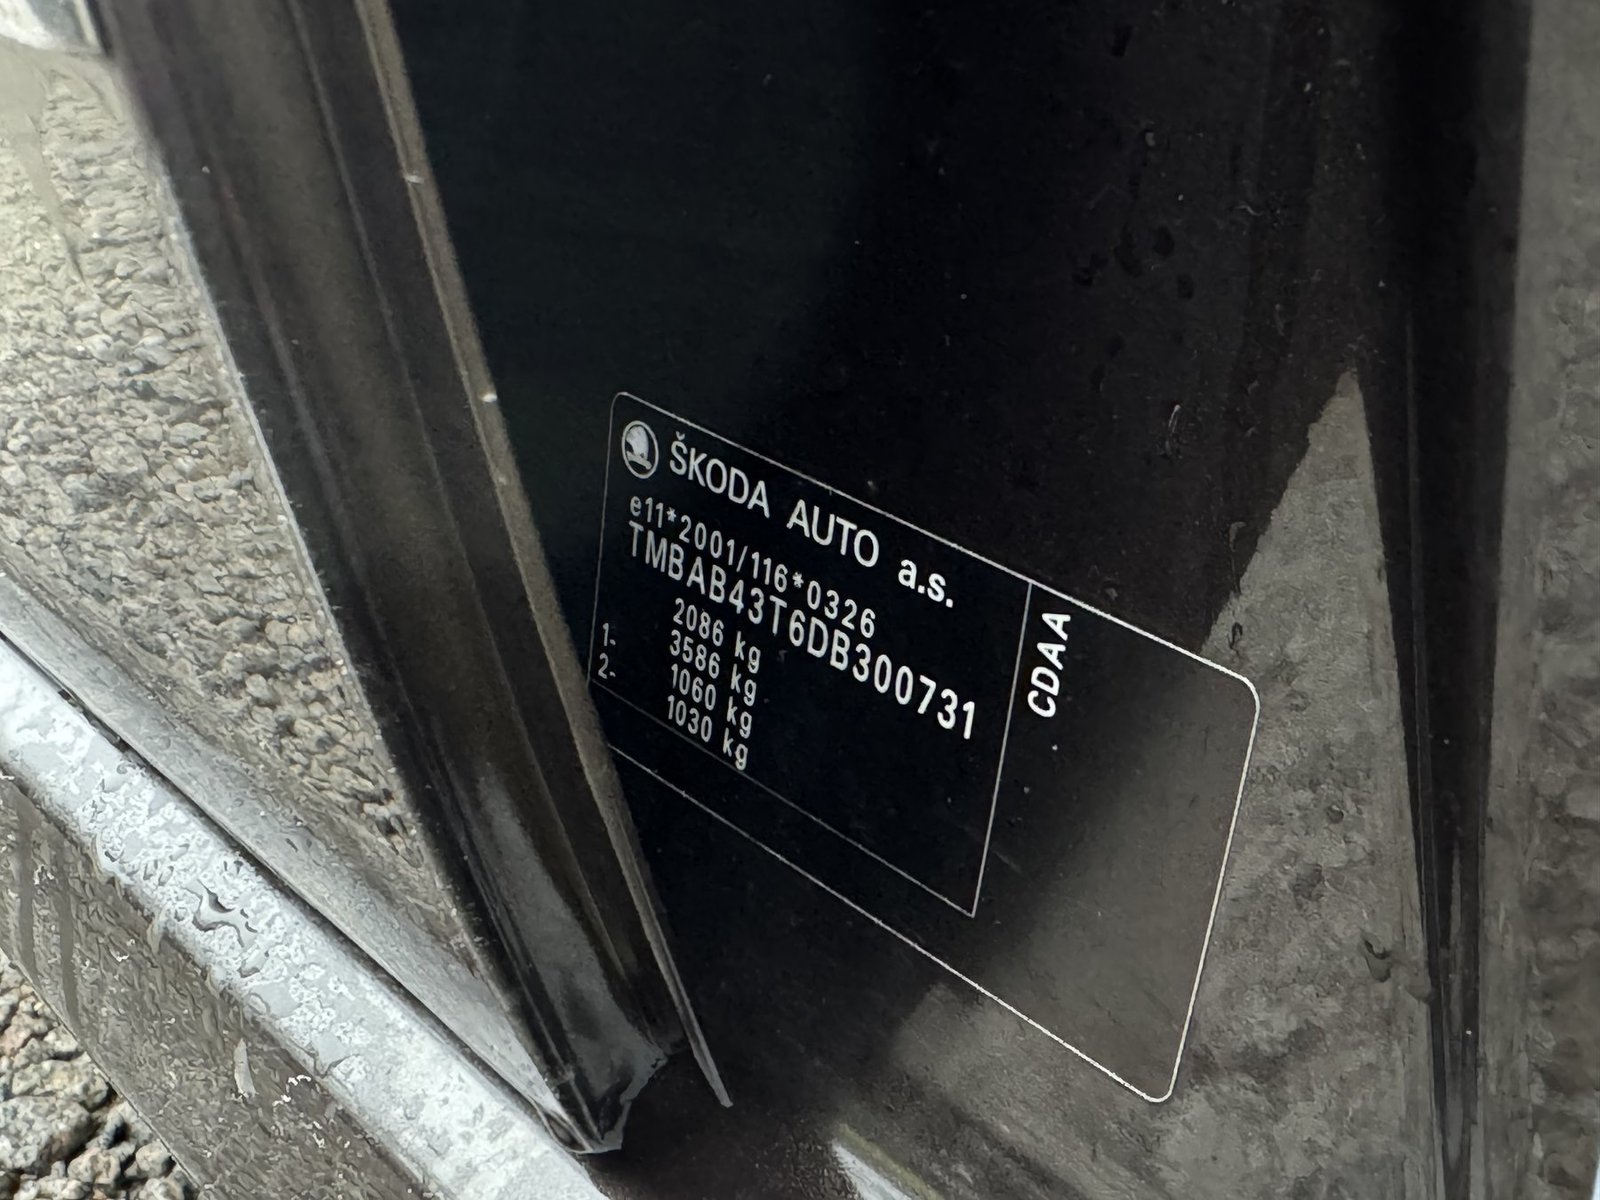 ŠKODA AUTO a.s.
e11*2001/116*0326
TMBAB43T6DB300731
2086 kg
3586 kg
1- 1060 kg
2- 1030 kg
CDAA